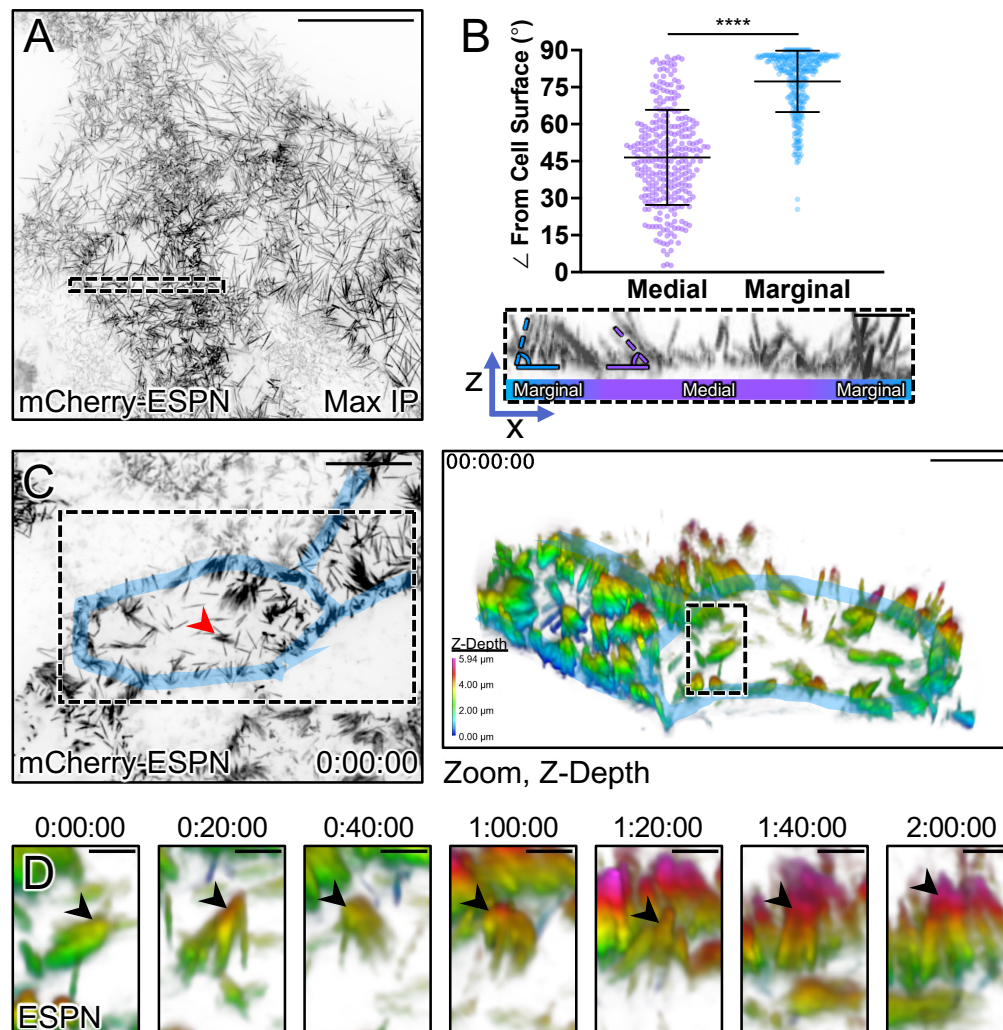 A
mCherry-ESPN
Max IP
B
****
∠ From Cell Surface (°)
90
75
60
45
30
15
0
Medial
Marginal
Z
X
Marginal
Medial
Marginal
C
mCherry-ESPN
0:00:00
00:00:00
Z-Depth
5.94 µm
4.00 µm
2.00 µm
0.00 µm
Zoom, Z-Depth
0:00:00
0:20:00
0:40:00
1:00:00
1:20:00
1:40:00
2:00:00
D
ESPN